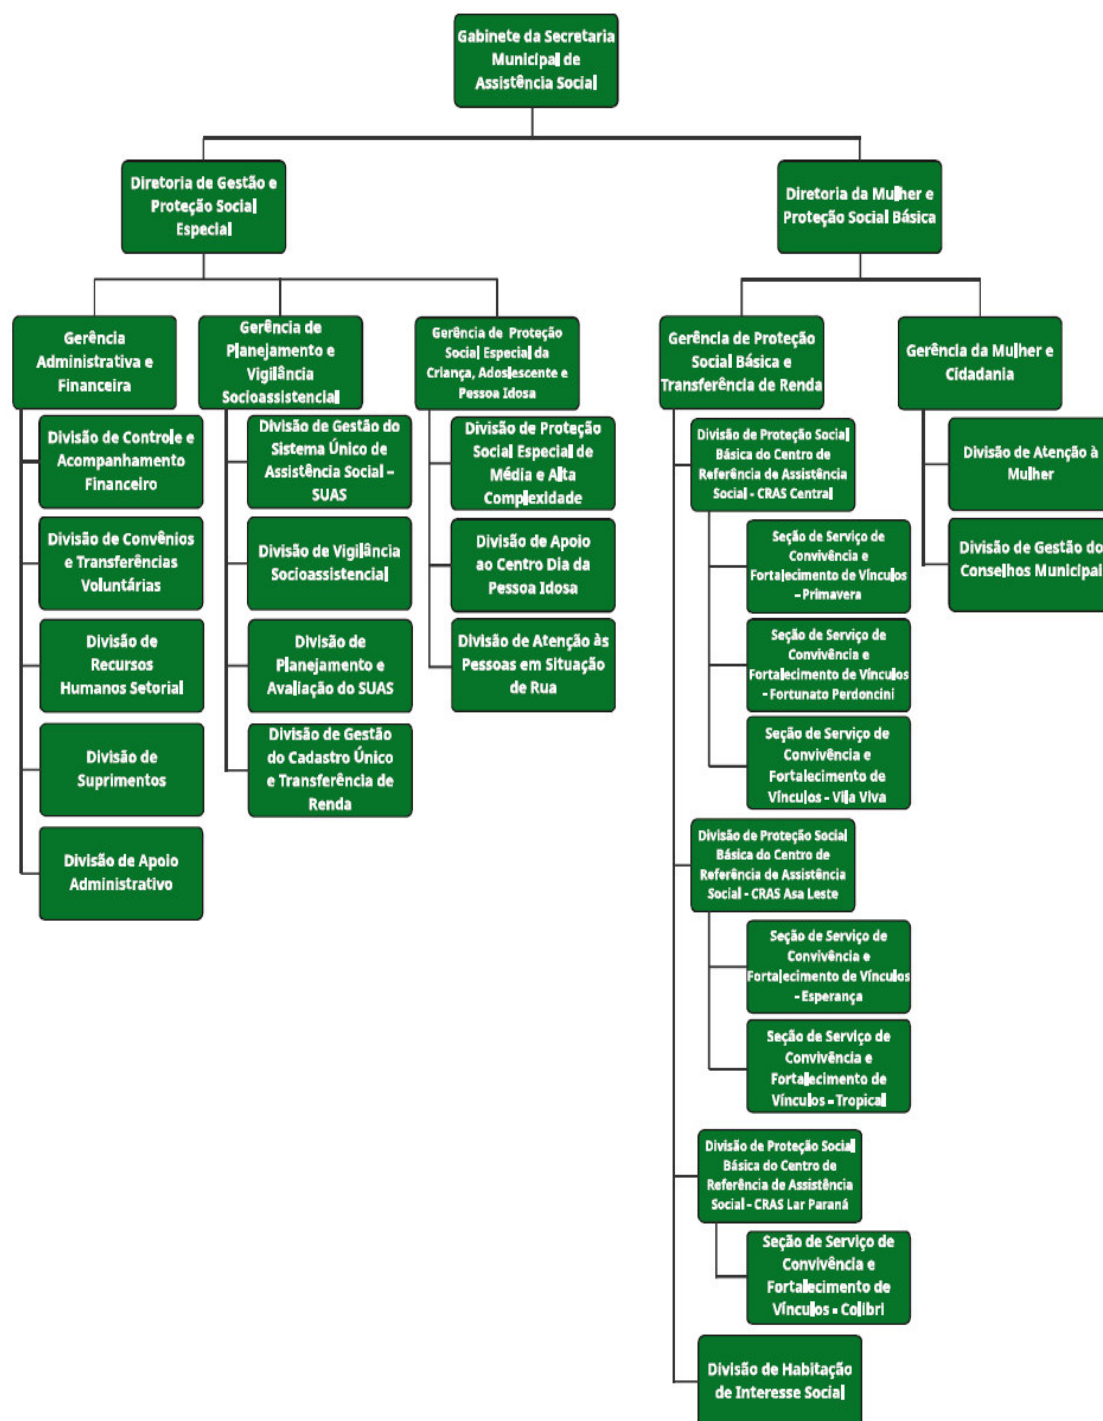 Gabinete da Secretaria
Municipal de
Assistência Social
Diretoria de Gestão e
Proteção Social
Especial
Diretoria da Mulher e
Proteção Social Básica
Gerência
Administrativa e
Financeira
Gerência de
Planejamento e
Vigilância
Socioassistencial
Gerência de Proteção
Social Especial da
Criança, Adoslescente e
Pessoa Idosa
Gerência de Proteção
Social Básica e
Transferência de Renda
Gerência da Mulher e
Cidadania
Divisão de Controle e
Acompanhamento
Financeiro
Divisão de Convênios
e Transferências
Voluntárias
Divisão de
Recursos
Humanos Setorial
Divisão de
Suprimentos
Divisão de Apoio
Administrativo
Divisão de Gestão do
Sistema Único de
Assistência Social –
SUAS
Divisão de Vigilância
Socioassistencial
Divisão de
Planejamento e
Avaliação do SUAS
Divisão de Gestão
do Cadastro Único
e Transferência de
Renda
Divisão de Proteção
Social Especial de
Média e Alta
Complexidade
Divisão de Apoio
ao Centro Dia da
Pessoa Idosa
Divisão de Atenção às
Pessoas em Situação
de Rua
Divisão de Proteção Social
Básica do Centro de
Referência de Assistência
Social - CRAS Central
Seção de Serviço de
Convivência e
Fortalecimento de Vínculos
– Primavera
Seção de Serviço de
Convivência e
Fortalecimento de Vínculos
– Fortunato Perdoncini
Seção de Serviço de
Convivência e
Fortalecimento de
Vínculos – Vila Viva
Divisão de Proteção Social
Básica do Centro de
Referência de Assistência
Social - CRAS Asa Leste
Seção de Serviço de
Convivência e
Fortalecimento de Vínculos
– Esperança
Seção de Serviço de
Convivência e
Fortalecimento de
Vínculos – Tropical
Divisão de Proteção Social
Básica do Centro de
Referência de Assistência
Social – CRAS Lar Paraná
Seção de Serviço de
Convivência e
Fortalecimento de
Vínculos - Colibri
Divisão de Habitação
de Interesse Social
Divisão de Atenção à
Mulher
Divisão de Gestão do
Conselhos Municipai